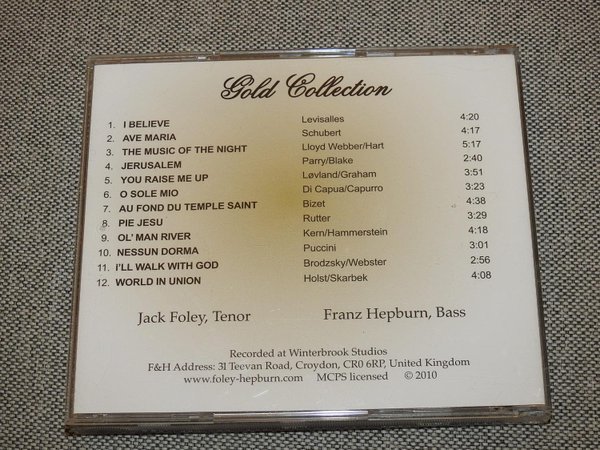 Gold Collection
1. I BELIEVE Levisalles 4:20
2. AVE MARIA Schubert 4:17
3. THE MUSIC OF THE NIGHT Lloyd Webber/Hart 5:17
4. JERUSALEM Parry/Blake 2:40
5. YOU RAISE ME UP Løvland/Graham 3:51
6. O SOLE MIO Di Capua/Capurro 3:23
7. AU FOND DU TEMPLE SAINT Bizet 4:38
8. PIE JESU Rutter 3:29
9. OL' MAN RIVER Kern/Hammerstein 4:18
10. NESSUN DORMA Puccini 3:01
11. I'LL WALK WITH GOD Brodzsky/Webster 2:56
12. WORLD IN UNION Holst/Skarbek 4:08
Jack Foley, Tenor Franz Hepburn, Bass
Recorded at Winterbrook Studios
F&H Address: 31 Teevan Road, Croydon, CR0 6RP, United Kingdom
www.foley-hepburn.com MCPS licensed © 2010